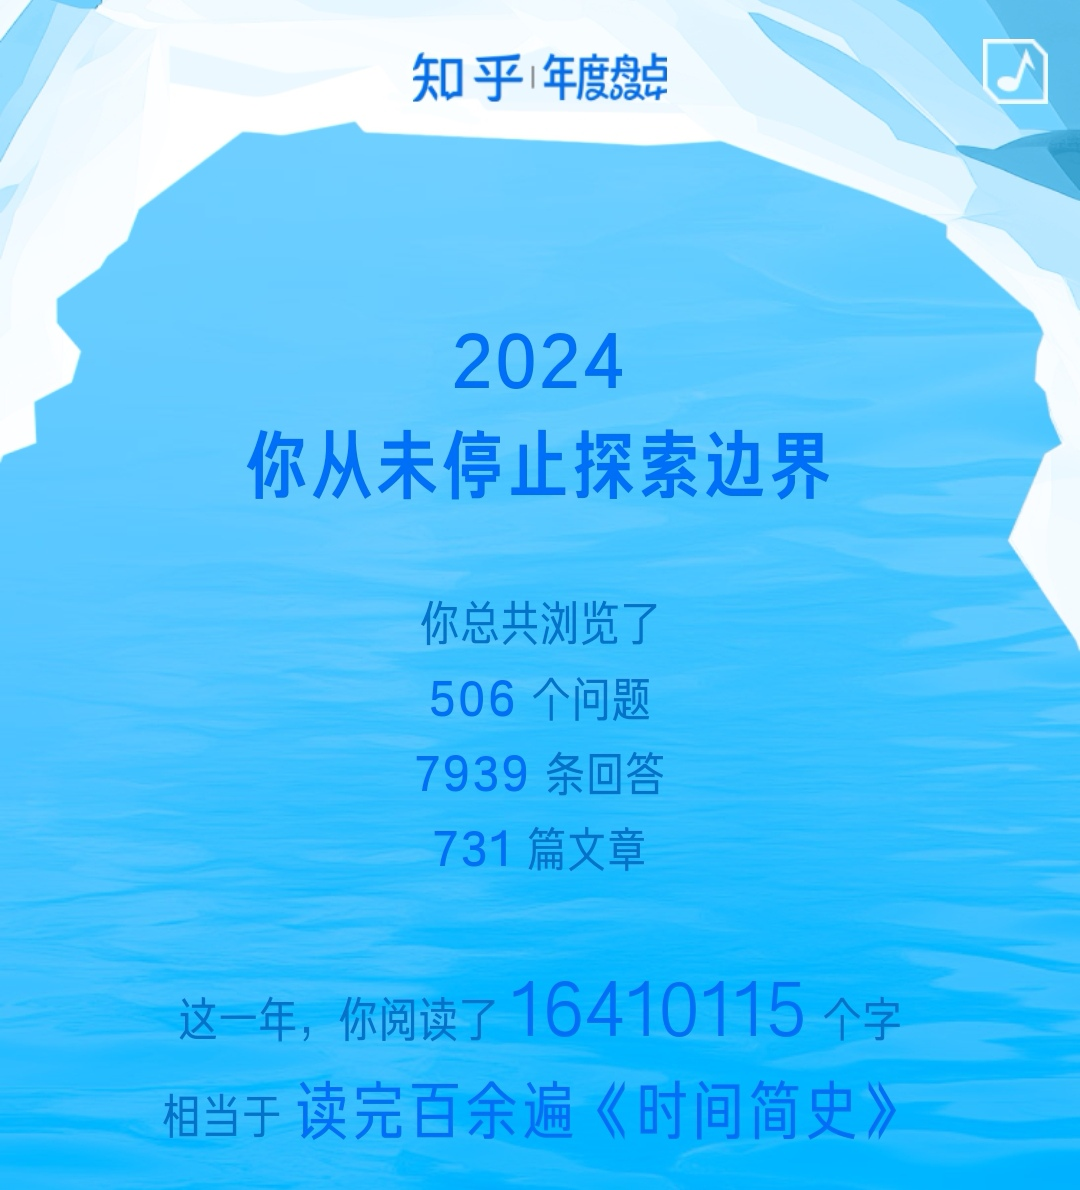 知乎 | 年度盘点
2024
你从未停止探索边界
你总共浏览了
506 个问题
7939 条回答
731 篇文章
这一年，你阅读了 16410115 个字
相当于 读完百余遍《时间简史》